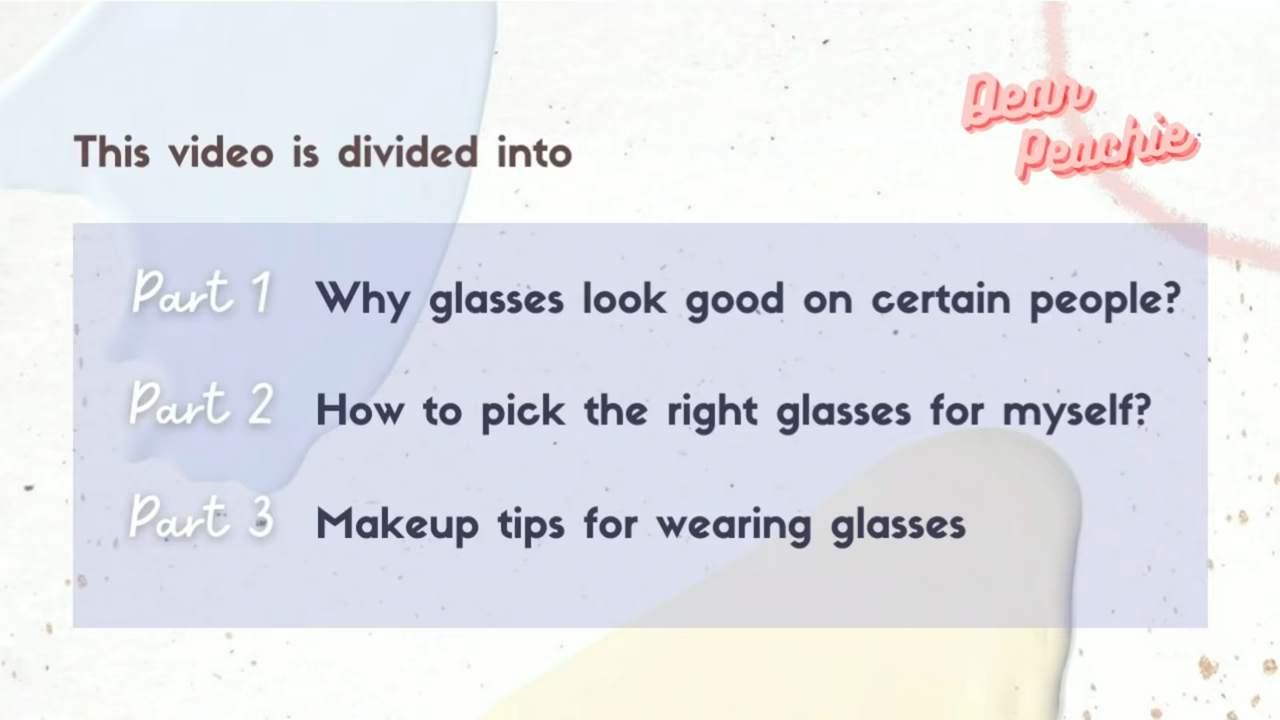 Dear
Peachie
This video is divided into
Part 1 Why glasses look good on certain people?
Part 2 How to pick the right glasses for myself?
Part 3 Makeup tips for wearing glasses